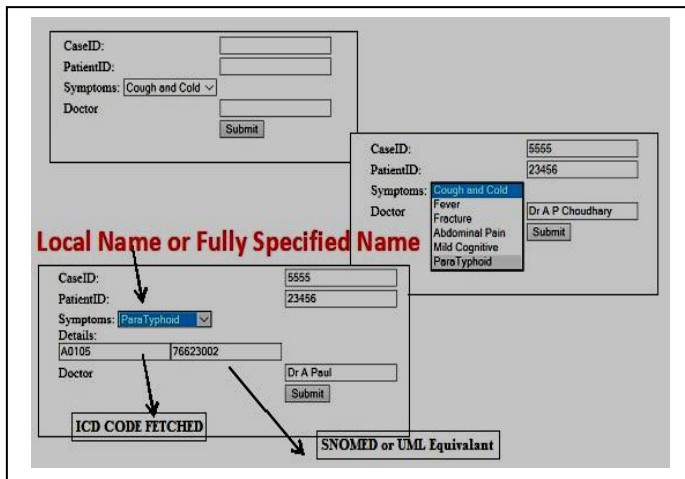 CaseID:
PatientID:
Symptoms: Cough and Cold
Doctor
Submit
CaseID: 5555
PatientID: 23456
Symptoms: Cough and Cold
Fever
Fracture
Abdominal Pain
Mild Cognitive
ParaTyphoid
Doctor Dr A P Choudhary
Submit
Local Name or Fully Specified Name
CaseID: 5555
PatientID: 23456
Symptoms: ParaTyphoid
Details:
A0105 76623002
Doctor Dr A Paul
Submit
ICD CODE FETCHED
SNOMED or UML Equivalant